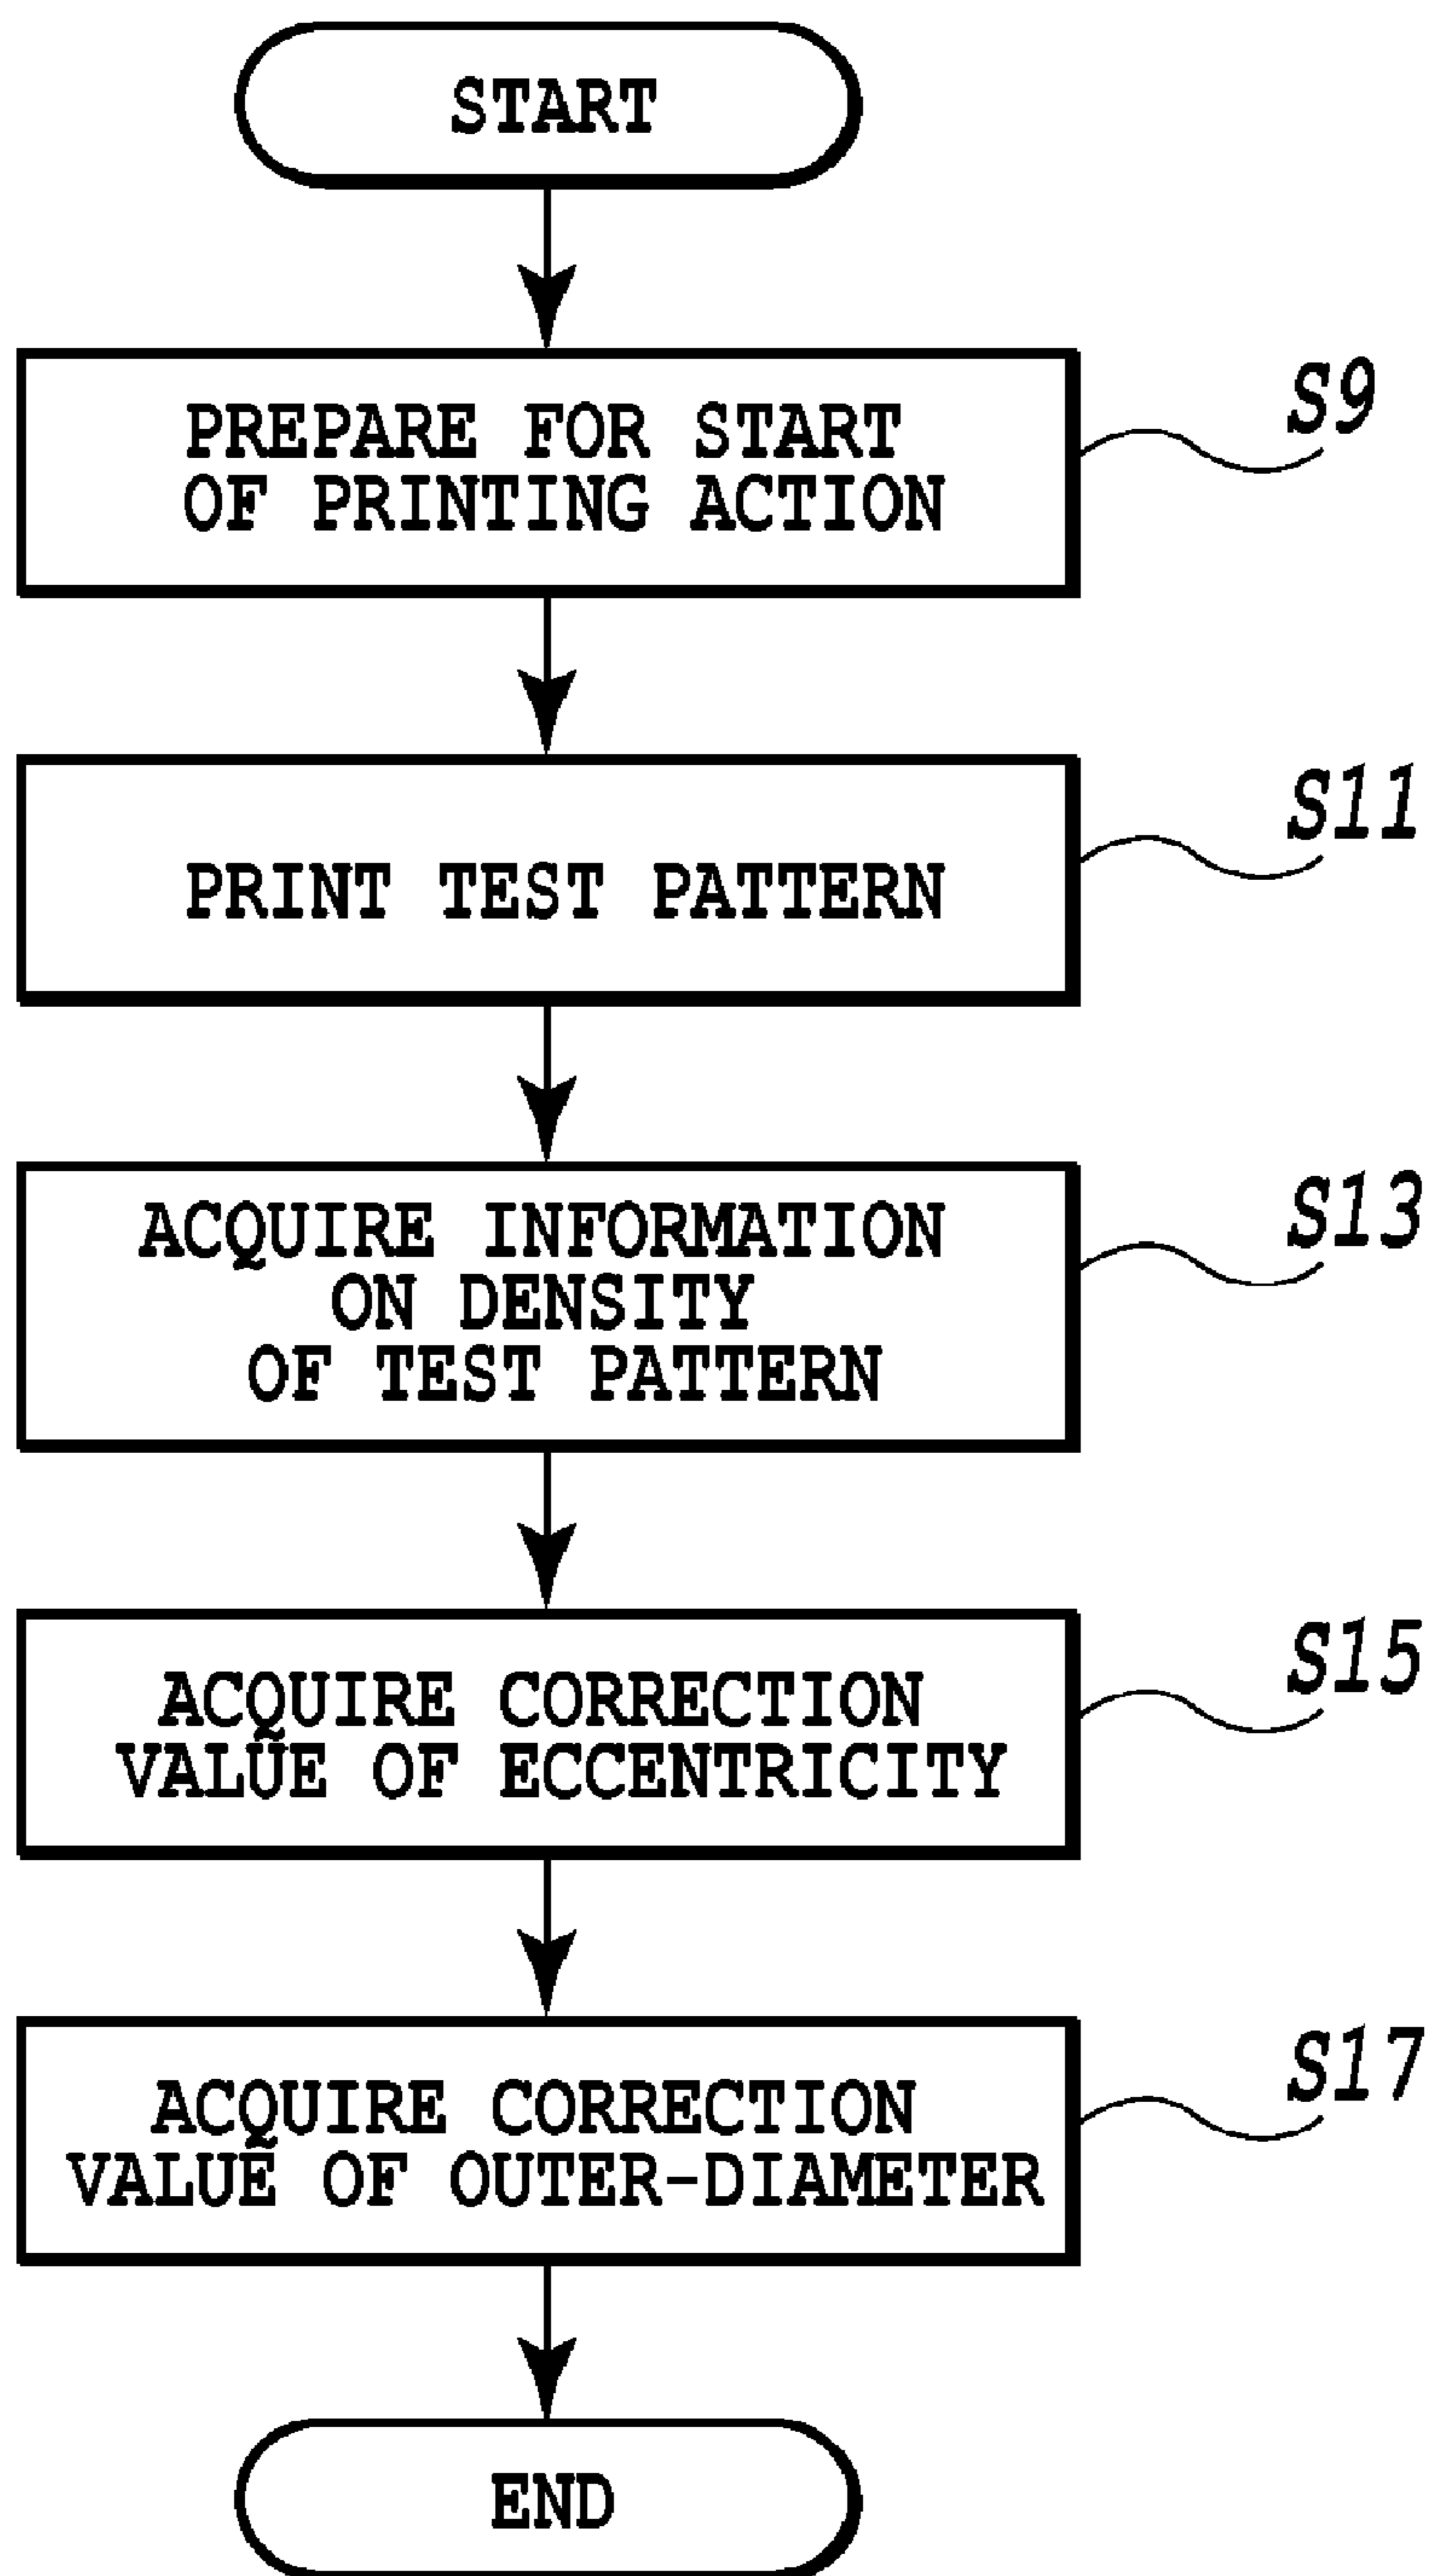 START
PREPARE FOR START
OF PRINTING ACTION
S9
PRINT TEST PATTERN
S11
ACQUIRE INFORMATION
ON DENSITY
OF TEST PATTERN
S13
ACQUIRE CORRECTION
VALUE OF ECCENTRICITY
S15
ACQUIRE CORRECTION
VALUE OF OUTER-DIAMETER
S17
END